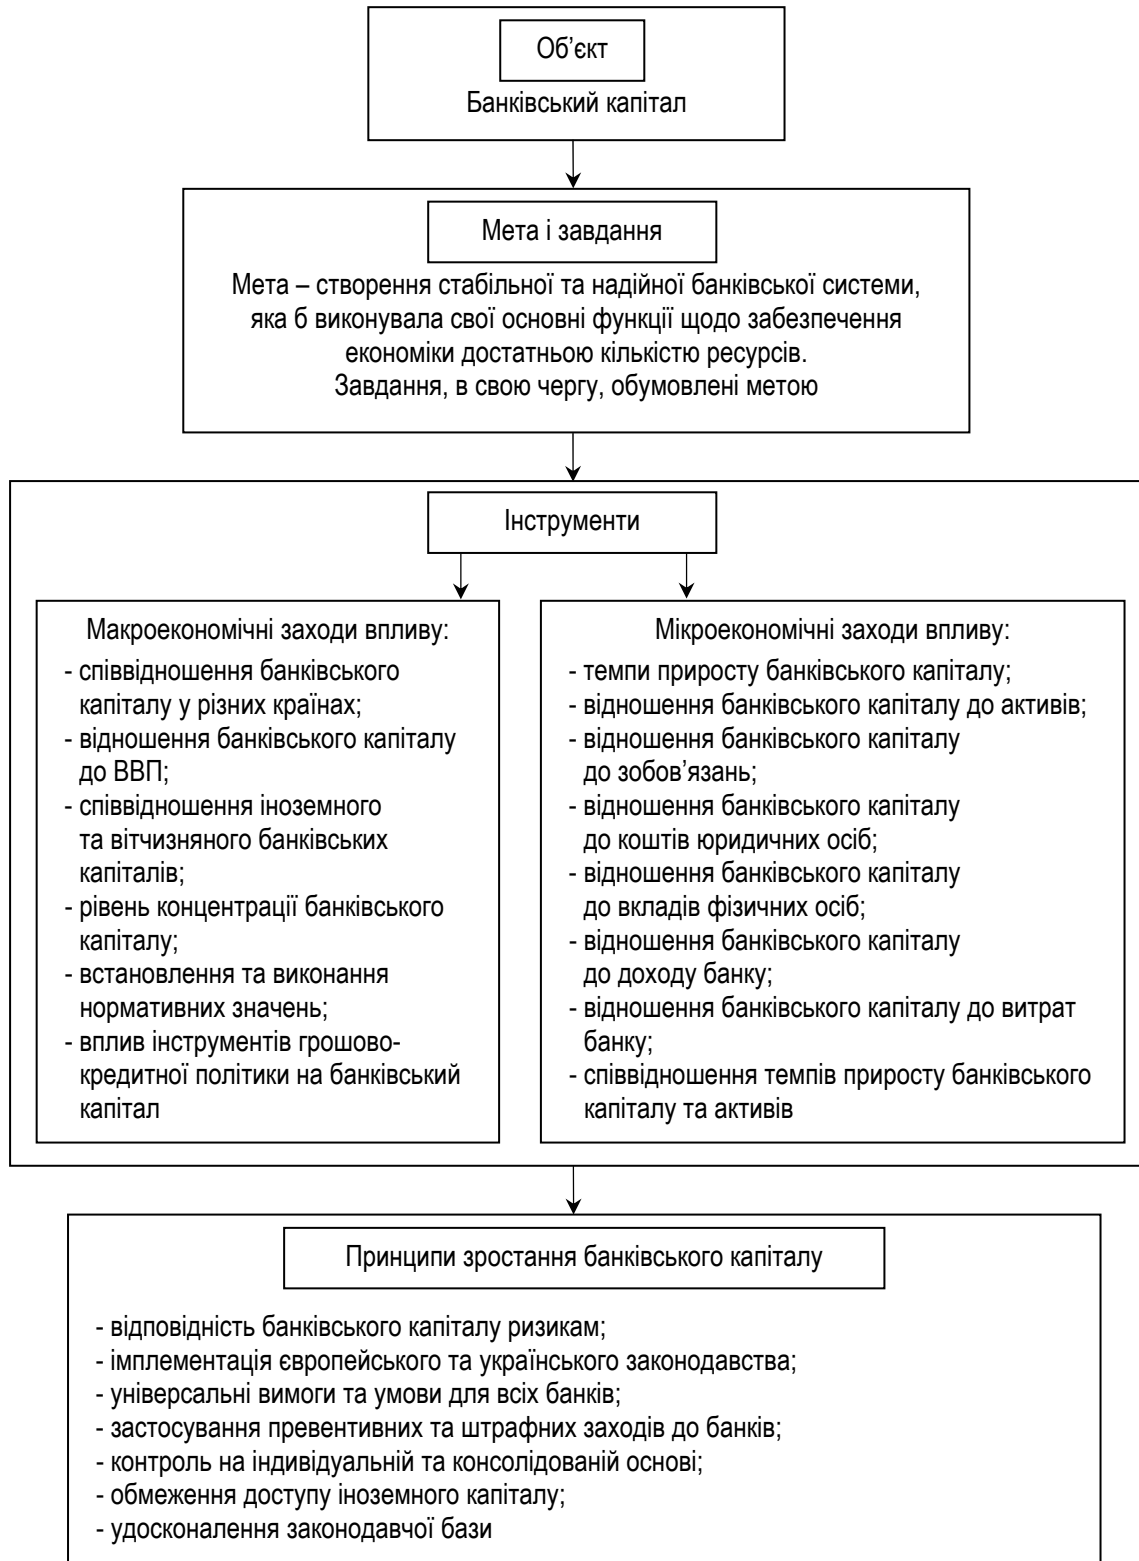 Об’єкт
Банківський капітал
Мета і завдання
Мета – створення стабільної та надійної банківської системи,
яка б виконувала свої основні функції щодо забезпечення
економіки достатньою кількістю ресурсів.
Завдання, в свою чергу, обумовлені метою
Інструменти
Макроекономічні заходи впливу:
- співвідношення банківського
капіталу у різних країнах;
- відношення банківського капіталу
до ВВП;
- співвідношення іноземного
та вітчизняного банківських
капіталів;
- рівень концентрації банківського
капіталу;
- встановлення та виконання
нормативних значень;
- вплив інструментів грошово-
кредитної політики на банківський
капітал
Мікроекономічні заходи впливу:
- темпи приросту банківського капіталу;
- відношення банківського капіталу до активів;
- відношення банківського капіталу
до зобов’язань;
- відношення банківського капіталу
до коштів юридичних осіб;
- відношення банківського капіталу
до вкладів фізичних осіб;
- відношення банківського капіталу
до доходу банку;
- відношення банківського капіталу до витрат
банку;
- співвідношення темпів приросту банківського
капіталу та активів
Принципи зростання банківського капіталу
- відповідність банківського капіталу ризикам;
- імплементація європейського та українського законодавства;
- універсальні вимоги та умови для всіх банків;
- застосування превентивних та штрафних заходів до банків;
- контроль на індивідуальній та консолідованій основі;
- обмеження доступу іноземного капіталу;
- удосконалення законодавчої бази